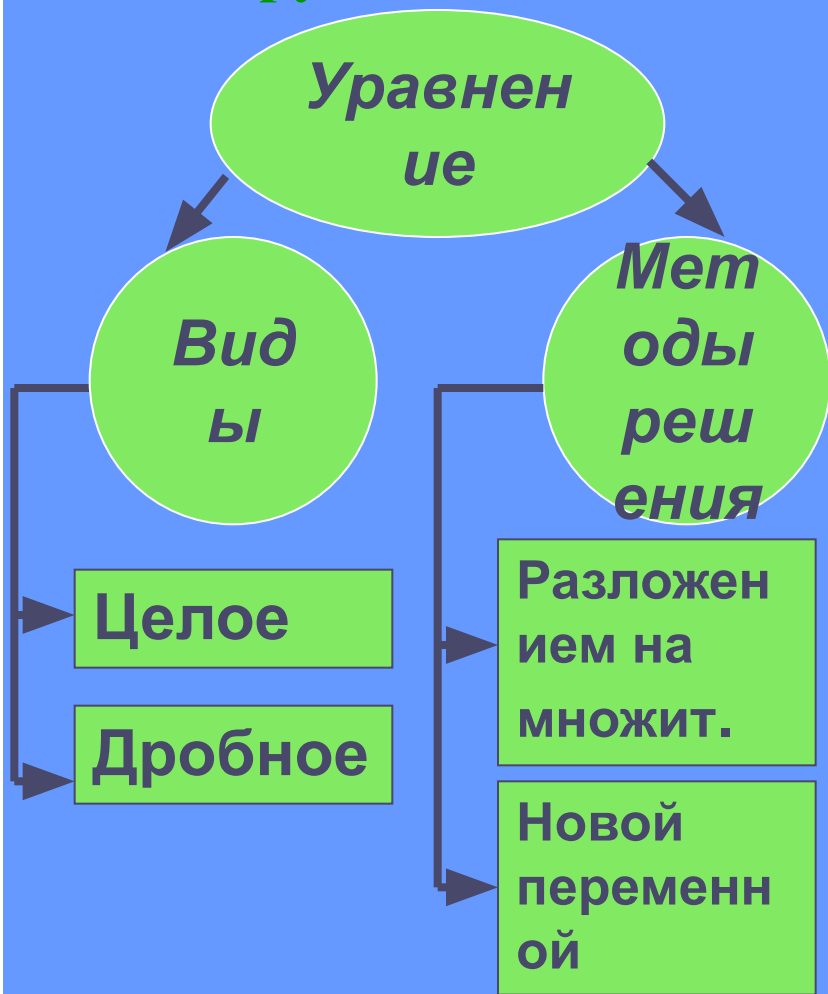 Уравнен
ие
Вид
ы
Мет
оды
реш
ения
Целое
Дробное
Разложен
ием на
множит.
Новой
переменн
ой